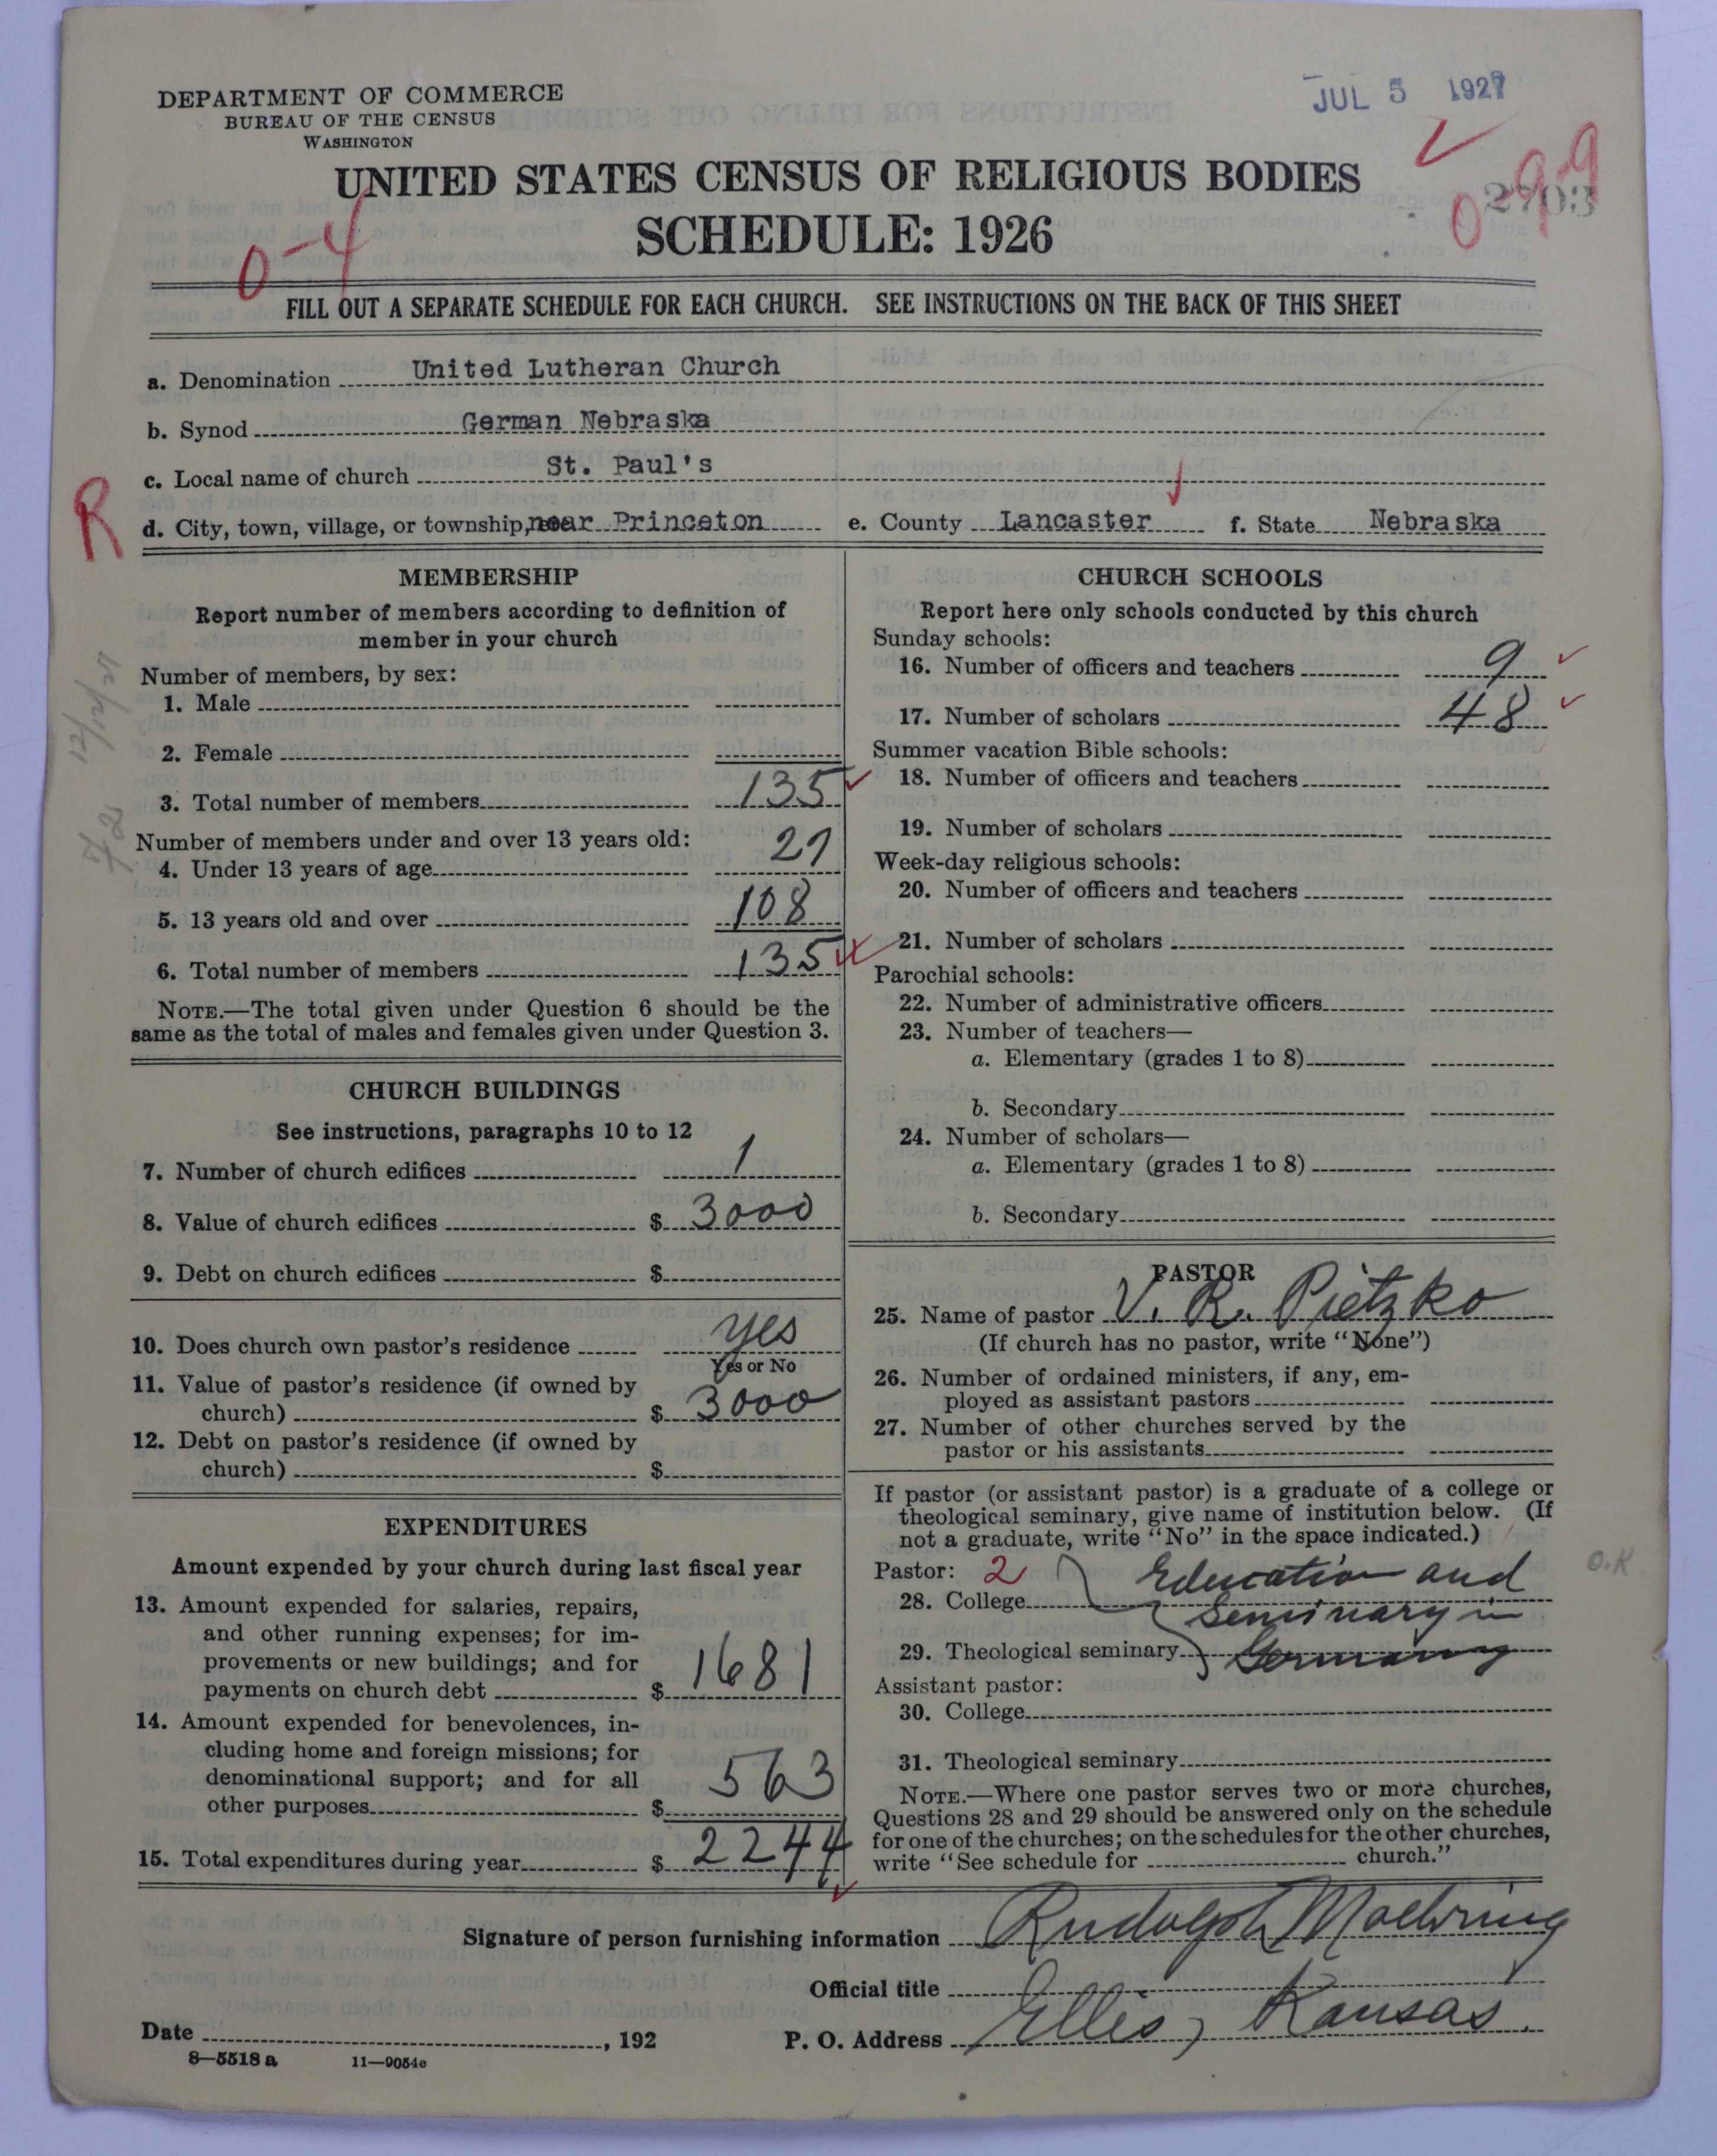 DEPARTMENT OF COMMERCE
BUREAU OF THE CENSUS
WASHINGTON
JUL 5 1927
UNITED STATES CENSUS OF RELIGIOUS BODIES
SCHEDULE: 1926
0-4
0 9-9
2703
FILL OUT A SEPARATE SCHEDULE FOR EACH CHURCH. SEE INSTRUCTIONS ON THE BACK OF THIS SHEET
a. Denomination United Lutheran Church
b. Synod German Nebraska
c. Local name of church St. Paul's
R
d. City, town, village, or township, near Princeton e. County Lancaster f. State Nebraska
MEMBERSHIP
Report number of members according to definition of
member in your church
Number of members, by sex:
1. Male
2. Female
3. Total number of members 135
Number of members under and over 13 years old:
4. Under 13 years of age 27
5. 13 years old and over 108
6. Total number of members 135
NOTE.—The total given under Question 6 should be the
same as the total of males and females given under Question 3.
CHURCH BUILDINGS
See instructions, paragraphs 10 to 12
7. Number of church edifices 1
8. Value of church edifices $ 3000
9. Debt on church edifices $
10. Does church own pastor's residence yes
Yes or No
11. Value of pastor's residence (if owned by
church) $ 3000
12. Debt on pastor's residence (if owned by
church) $
EXPENDITURES
Amount expended by your church during last fiscal year
13. Amount expended for salaries, repairs,
and other running expenses; for im-
provements or new buildings; and for
payments on church debt $ 1681
14. Amount expended for benevolences, in-
cluding home and foreign missions; for
denominational support; and for all
other purposes $ 563
15. Total expenditures during year $ 2244
CHURCH SCHOOLS
Report here only schools conducted by this church
Sunday schools:
16. Number of officers and teachers 9
17. Number of scholars 48
Summer vacation Bible schools:
18. Number of officers and teachers
19. Number of scholars
Week-day religious schools:
20. Number of officers and teachers
21. Number of scholars
Parochial schools:
22. Number of administrative officers
23. Number of teachers—
a. Elementary (grades 1 to 8)
b. Secondary
24. Number of scholars—
a. Elementary (grades 1 to 8)
b. Secondary
PASTOR
25. Name of pastor V. R. Pietzko
(If church has no pastor, write "None")
26. Number of ordained ministers, if any, em-
ployed as assistant pastors
27. Number of other churches served by the
pastor or his assistants
If pastor (or assistant pastor) is a graduate of a college or
theological seminary, give name of institution below. (If
not a graduate, write "No" in the space indicated.)
Pastor: 2 Education and
O.K
28. College Seminary in
29. Theological seminary Germany
Assistant pastor:
30. College
31. Theological seminary
NOTE.—Where one pastor serves two or more churches,
Questions 28 and 29 should be answered only on the schedule
for one of the churches; on the schedules for the other churches,
write "See schedule for church."
Signature of person furnishing information Rudolph Moehring
Official title
Date , 192 P. O. Address Ellis, Kansas.
8—5518 a 11—9054c